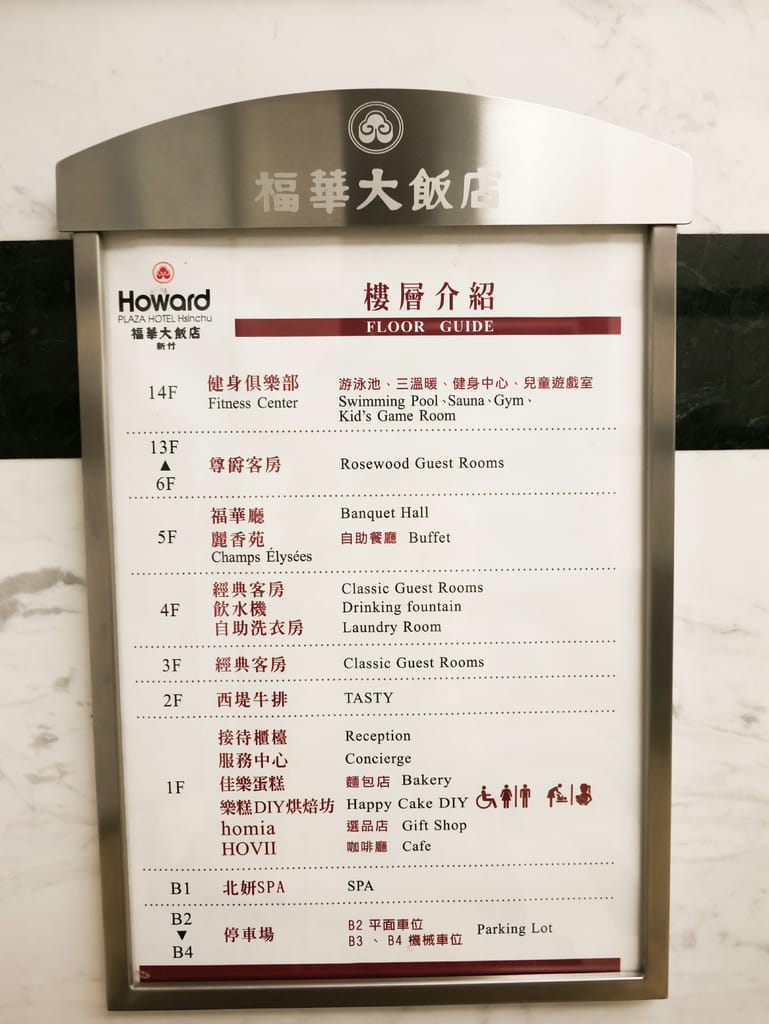 福華大飯店
Howard
PLAZA HOTEL Hsinchu
福華大飯店
新竹
樓層介紹
FLOOR GUIDE
14F 健身俱樂部 游泳池、三溫暖、健身中心、兒童遊戲室
Fitness Center Swimming Pool、Sauna、Gym、
Kid's Game Room
13F
▲ 尊爵客房 Rosewood Guest Rooms
6F
福華廳 Banquet Hall
5F 麗香苑 自助餐廳 Buffet
Champs Élysées
經典客房 Classic Guest Rooms
4F 飲水機 Drinking fountain
自助洗衣房 Laundry Room
3F 經典客房 Classic Guest Rooms
2F 西堤牛排 TASTY
接待櫃檯 Reception
服務中心 Concierge
1F 佳樂蛋糕 麵包店 Bakery
樂糕DIY烘焙坊 Happy Cake DIY
homia 選品店 Gift Shop
HOVII 咖啡廳 Cafe
B1 北妍SPA SPA
B2 B2 平面車位
▼ 停車場 Parking Lot
B4 B3 、 B4 機械車位